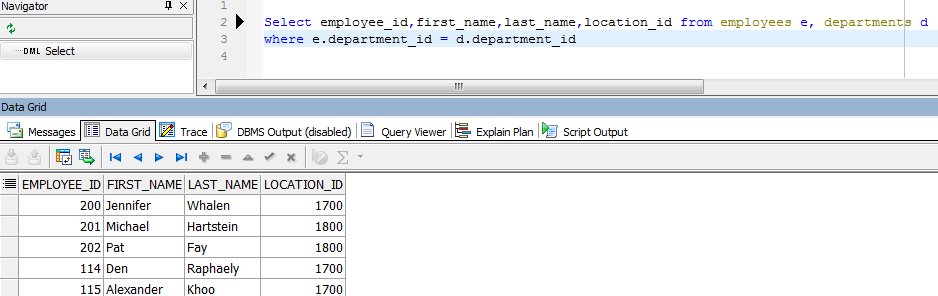 Navigator
DML Select
1
2 Select employee_id,first_name,last_name,location_id from employees e, departments d
3 where e.department_id = d.department_id
4
Data Grid
Messages Data Grid Trace DBMS Output (disabled) Query Viewer Explain Plan Script Output
EMPLOYEE_ID FIRST_NAME LAST_NAME LOCATION_ID
200 Jennifer Whalen 1700
201 Michael Hartstein 1800
202 Pat Fay 1800
114 Den Raphaely 1700
115 Alexander Khoo 1700